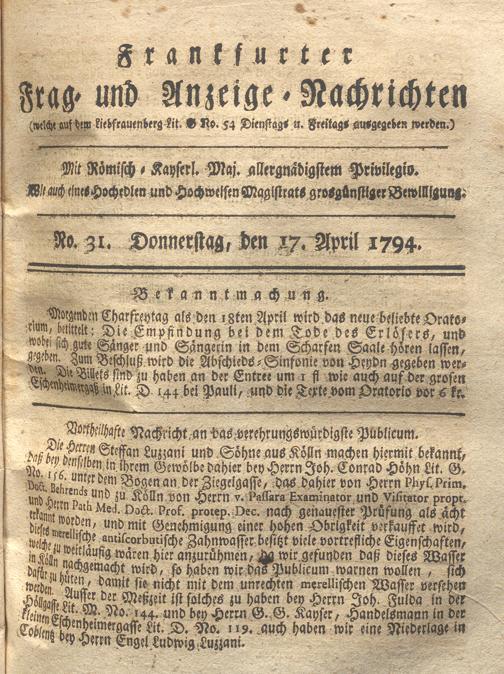 Frankfurter
Frag- und Anzeige-Nachrichten
(welche auf dem Liebfrauenberg Lit. G No. 54 Dienstags u. Freitags ausgegeben werden.)
Mit Römisch-Kayserl. Maj. allergnädigstem Privilegio.
Wie auch eines Hochedlen und Hochweisen Magistrats grosgünstiger Bewilligung.
No. 31. Donnerstag, den 17. April 1794.
Bekanntmachung.
Morgenden Charfreytag als den 18ten April wird das neue beliebte Orato-
rium, betittelt: Die Empfindung bei dem Tode des Erlösers, und
wobei sich gute Sänger und Sängerin in dem Scharfen Saale hören lassen,
gegeben. Zum Beschluß wird die Abschieds-Sinfonie von Heydn gegeben wer-
den. Die Billets sind zu haben an der Entree um 1 fl wie auch auf der grosen
Eschenheimergaß in Lit. D. 144 bei Pauli, und die Texte vom Oratorio vor 6 kr.
Vortheilhafte Nachricht an das verehrungswürdigste Publicum.
Die Herren Steffan Luzzani und Söhne aus Kölln machen hiermit bekannt,
daß bey denselben in ihrem Gewölbe dahier bey Herrn Joh. Conrad Höhn Lit. G.
No. 156. unter dem Bogen an der Ziegelgasse, das dahier von Herrn Phys. Prim.
Doct. Behrends und zu Kölln von Herrn v. Passara Examinator und Visitator propr.
und Herrn Path Med. Doct. Prof. protep. Dec. nach genauester Prüfung als ächt
erkannt worden, und mit Genehmigung einer hohen Obrigkeit verkauffet wird,
dieses merellische antiscorbutische Zahnwasser besitzt viele vortrefliche Eigenschaften,
welche zu weitläufig wären hier anzurühmen, da wir gefunden daß dieses Wasser
in Kölln nachgemacht wird, so haben wir das Publicum warnen wollen, sich
dafür zu hüten, damit sie nicht mit dem unrechten merellischen Wasser versehen
werden. Ausser der Meßzeit ist solches zu haben bey Herrn Joh. Fulda in der
Höllgasse Lit. M. No. 144. und bey Herrn G. G. Kayser, Handelsmann in der
kleinen Eschenheimergasse Lit. D. No. 119. auch haben wir eine Niederlage in
Coblenz bey Herrn Engel Ludwig Luzzani.